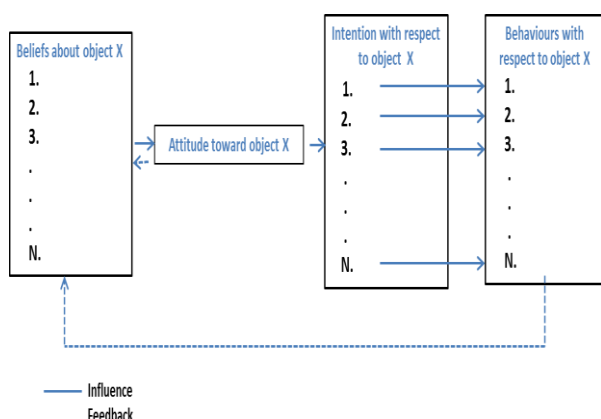 Beliefs about object X
1.
2.
3.
.
.
.
N.
Attitude toward object X
Intention with respect
to object X
1.
2.
3.
.
.
.
N.
Behaviours with
respect to object X
1.
2.
3.
.
.
.
N.
Influence
Feedback